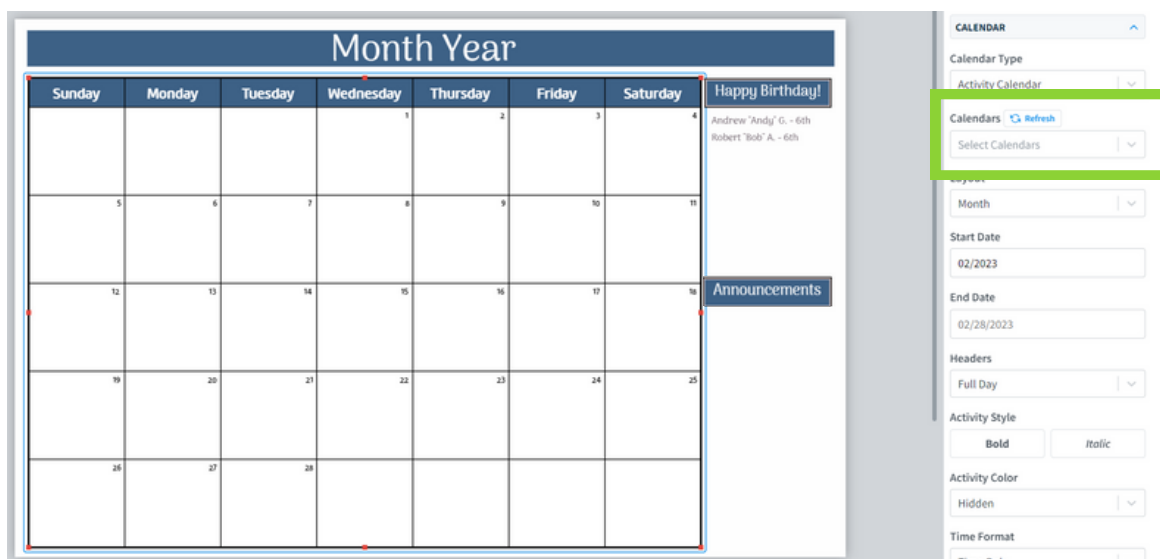 Month Year
Sunday Monday Tuesday Wednesday Thursday Friday Saturday
1 2 3 4
5 6 7 8 9 10 11
12 13 14 15 16 17 18
19 20 21 22 23 24 25
26 27 28
Happy Birthday!
Andrew "Andy" G. - 6th
Robert "Bob" A. - 6th
Announcements
CALENDAR
Calendar Type
Activity Calendar
Calendars Refresh
Select Calendars
Layout
Month
Start Date
02/2023
End Date
02/28/2023
Headers
Full Day
Activity Style
Bold Italic
Activity Color
Hidden
Time Format